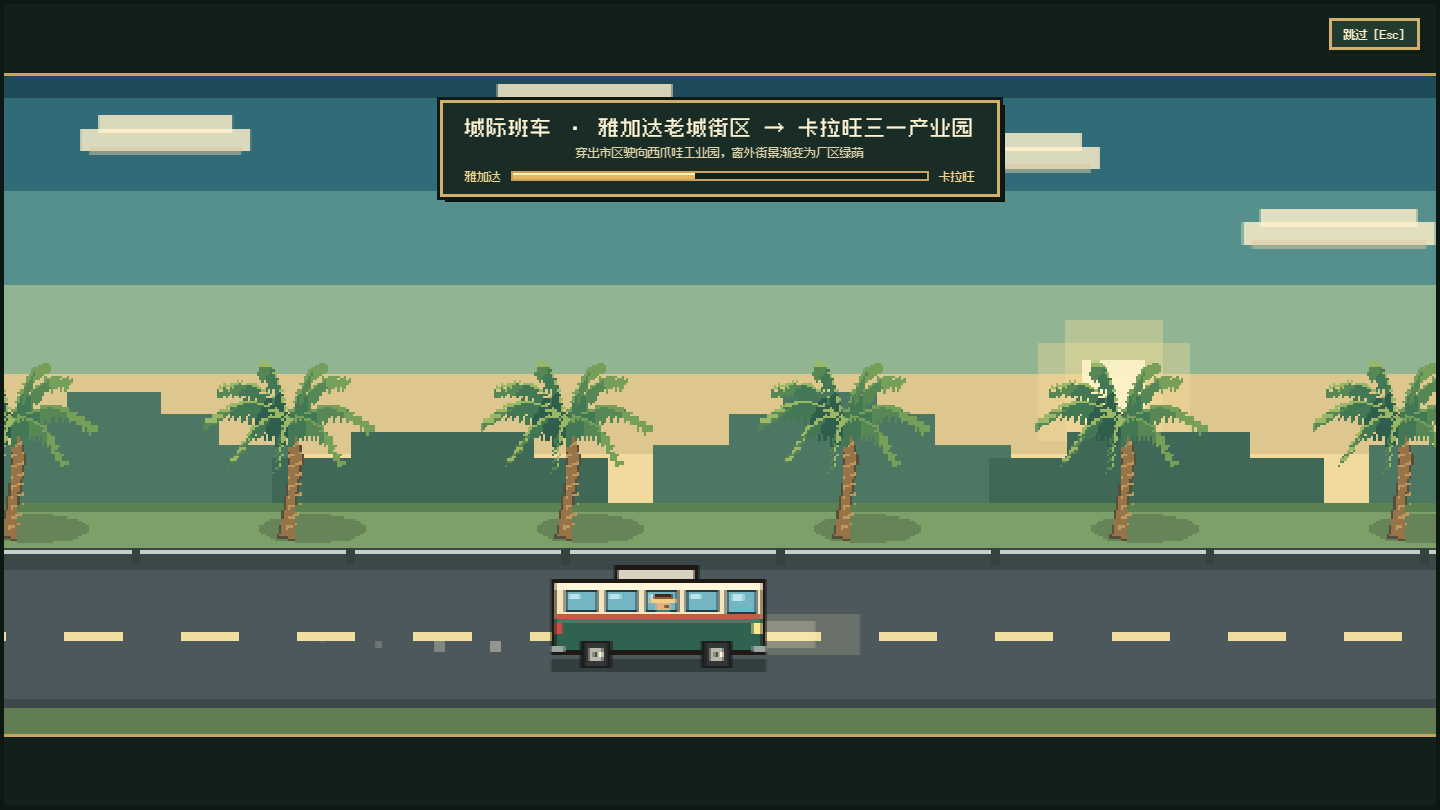 跳过 [Esc]
城际班车 · 雅加达老城街区 → 卡拉旺三一产业园
穿出市区驶向西爪哇工业园，窗外街景渐变为厂区绿荫
雅加达 卡拉旺